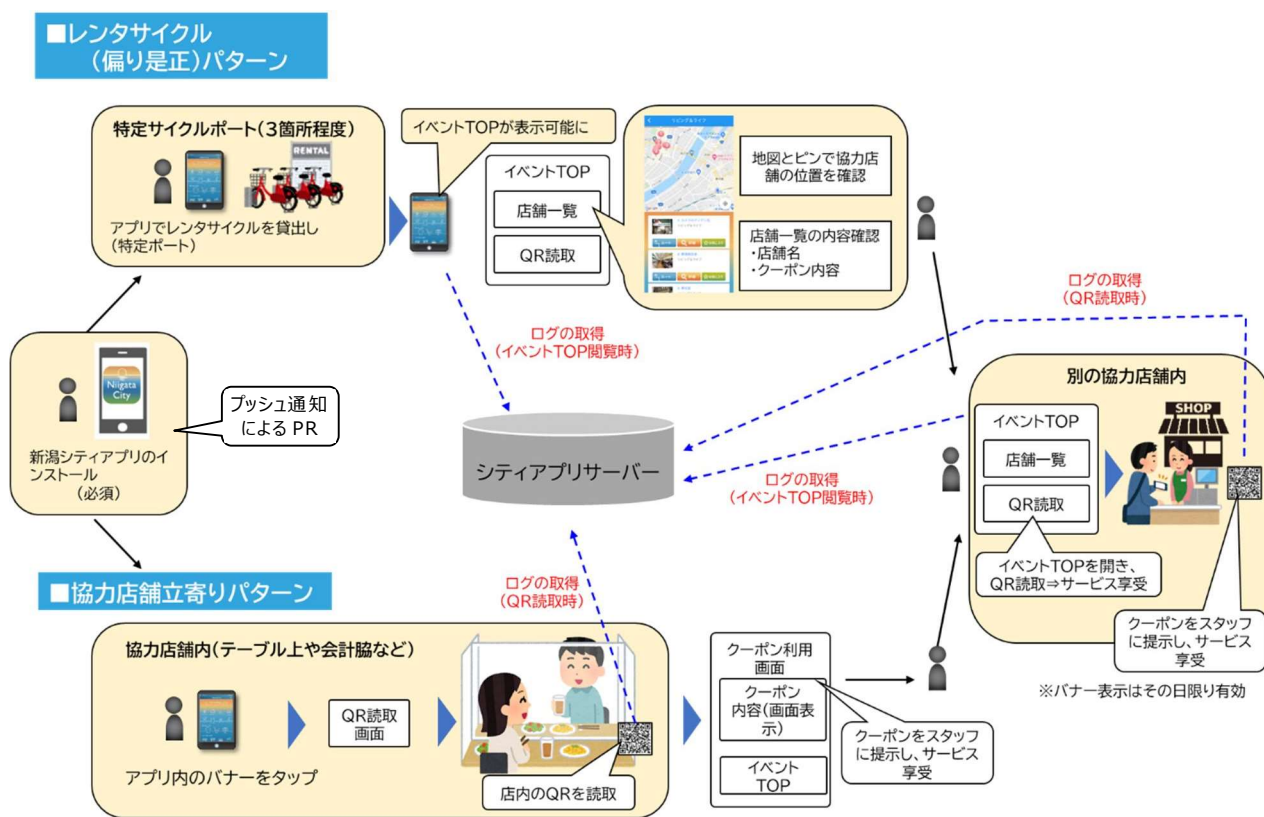 ■レンタサイクル
(偏り是正)パターン
特定サイクルポート(3箇所程度)
RENTAL
アプリでレンタサイクルを貸出し
(特定ポート)
イベントTOPが表示可能に
イベントTOP
店舗一覧
QR読取
地図とピンで協力店
舗の位置を確認
店舗一覧の内容確認
・店舗名
・クーポン内容
Niigata
City
新潟シティアプリのイ
ンストール
(必須)
プッシュ通知
による PR
ログの取得
(イベントTOP閲覧時)
シティアプリサーバー
ログの取得
(QR読取時)
ログの取得
(イベントTOP閲覧時)
別の協力店舗内
イベントTOP
店舗一覧
QR読取
SHOP
イベントTOPを開き、
QR読取⇒サービス享受
クーポンをスタッフ
に提示し、サービス
享受
※バナー表示はその日限り有効
■協力店舗立寄りパターン
ログの取得
(QR読取時)
協力店舗内(テーブル上や会計脇など)
アプリ内のバナーをタップ
QR読取
画面
店内のQRを読取
クーポン利用
画面
クーポン
内容(画面表
示)
イベント
TOP
クーポンをスタッフ
に提示し、サービス
享受